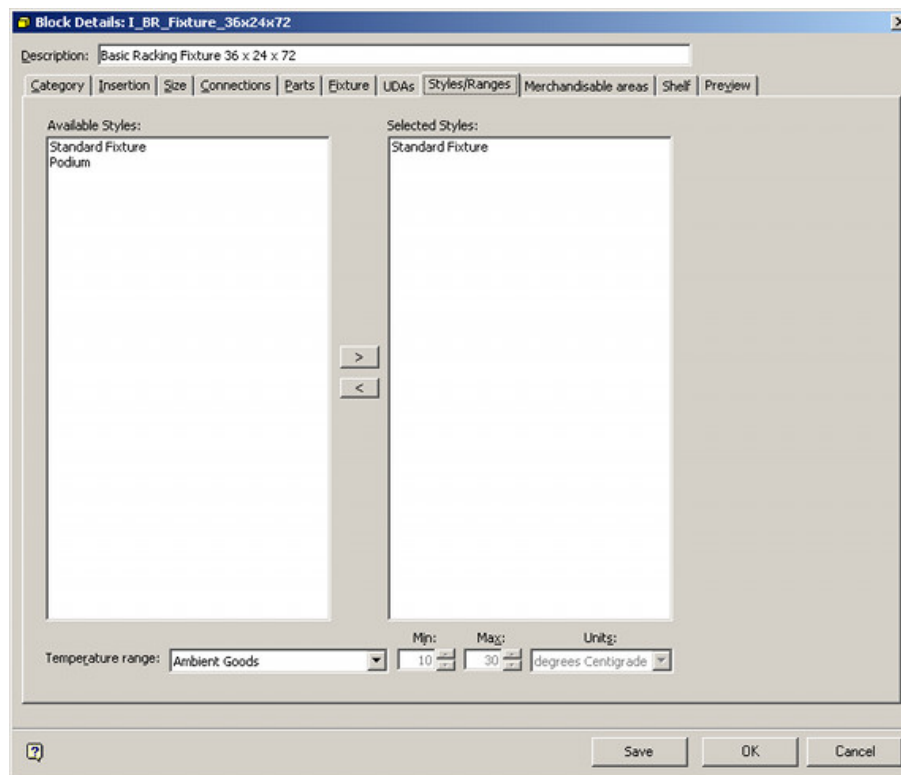 Block Details: I_BR_Fixture_36x24x72
Description: Basic Racking Fixture 36 x 24 x 72
Category Insertion Size Connections Parts Fixture UDAs Styles/Ranges Merchandisable areas Shelf Preview
Available Styles: Selected Styles:
Standard Fixture Standard Fixture
Podium
>
<
Min: Max: Units:
Temperature range: Ambient Goods 10 30 degrees Centigrade
? Save OK Cancel